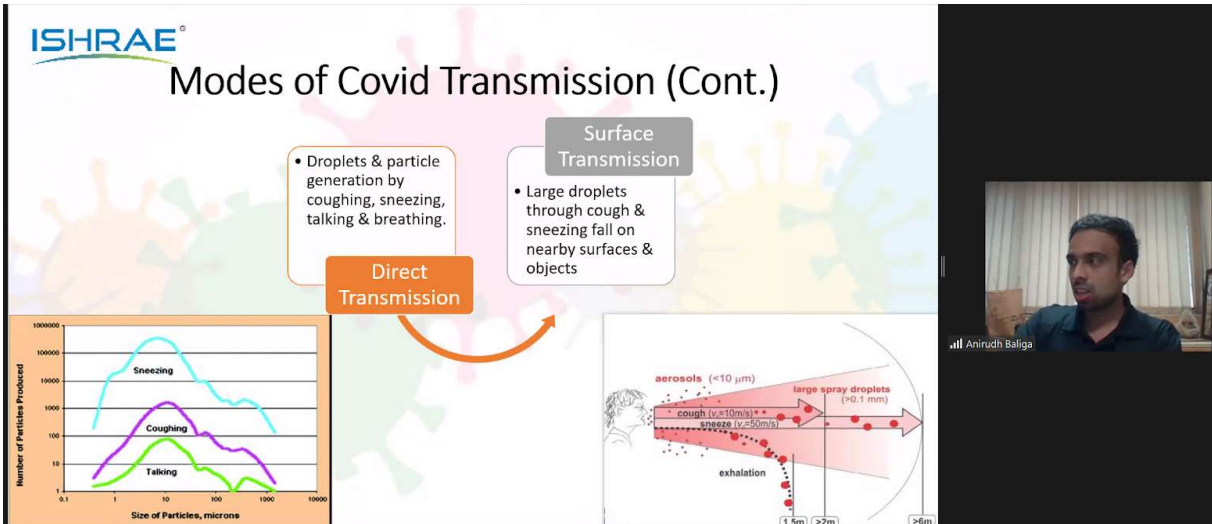 ISHRAE
Modes of Covid Transmission (Cont.)
• Droplets & particle
generation by
coughing, sneezing,
talking & breathing.
Direct
Transmission
Surface
Transmission
• Large droplets
through cough &
sneezing fall on
nearby surfaces &
objects
Number of Particles Produced
1000000
100000
10000
1000
100
10
1
Sneezing
Coughing
Talking
0.1
1
10
100
1000
10000
Size of Particles, microns
aerosols (<10 µm)
large spray droplets
(>0.1 mm)
cough (vₒ=10m/s)
sneeze (vₒ=50m/s)
exhalation
1.5m
>2m
>6m
Anirudh Baliga